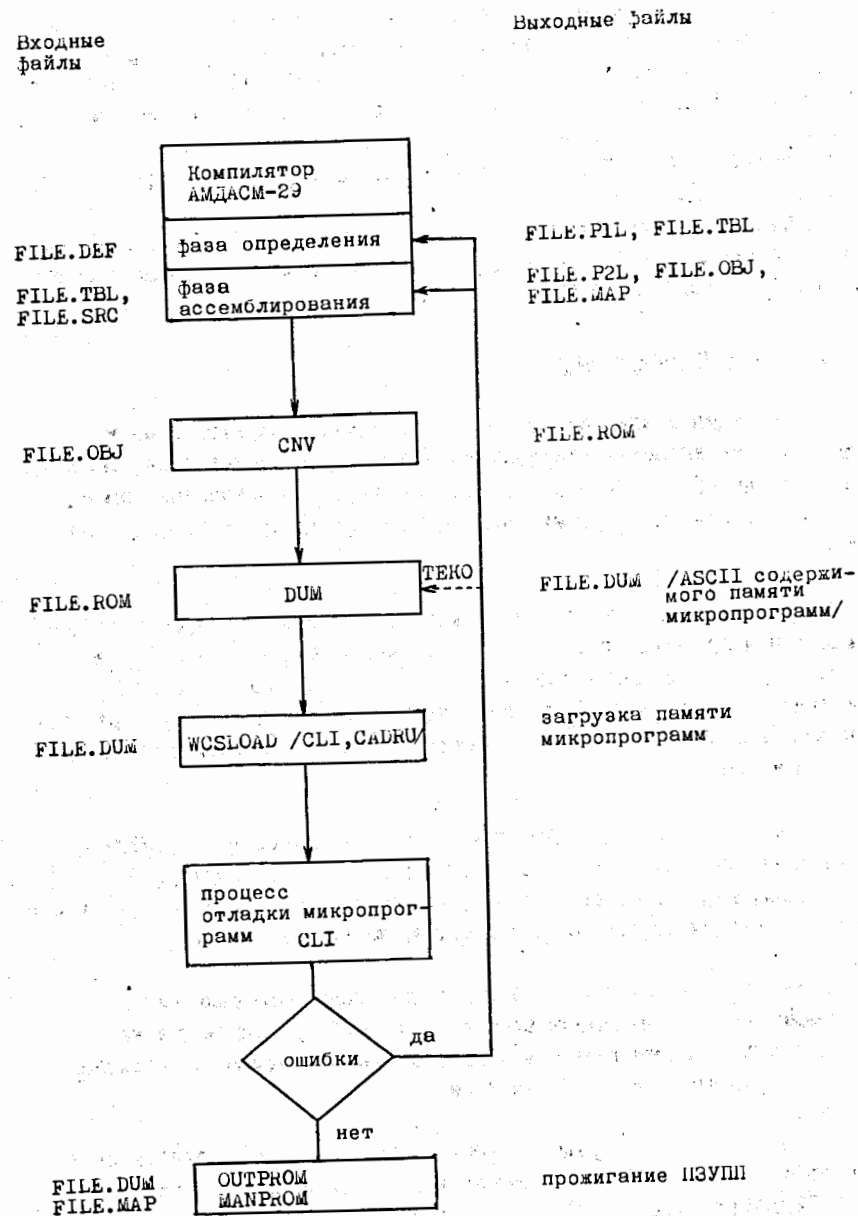 Входные
файлы
Выходные файлы
Компилятор
АМДАСМ-29
FILE.DEF
фаза определения
FILE.P1L, FILE.TBL
FILE.TBL,
FILE.SRC
фаза
ассемблирования
FILE.P2L, FILE.OBJ,
FILE.MAP
FILE.OBJ
CNV
FILE.ROM
FILE.ROM
DUM
ТЕКО
FILE.DUM /ASCII содержи-
мого памяти
микропрограмм/
FILE.DUM
WCSLOAD /CLI,CADRU/
загрузка памяти
микропрограмм
процесс
отладки микропрог-
рамм CLI
ошибки
да
нет
FILE.DUM
FILE.MAP
OUTPROM
MANPROM
прожигание ПЗУПП